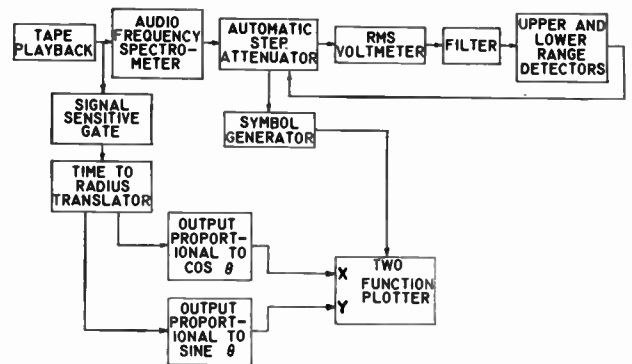 TAPE
PLAYBACK
AUDIO
FREQUENCY
SPECTRO-
METER
AUTOMATIC
STEP
ATTENUATOR
RMS
VOLTMETER
FILTER
UPPER AND
LOWER
RANGE
DETECTORS
SIGNAL
SENSITIVE
GATE
SYMBOL
GENERATOR
TIME TO
RADIUS
TRANSLATOR
OUTPUT
PROPORT-
IONAL TO
COS θ
X TWO
FUNCTION
PLOTTER
Y
OUTPUT
PROPORT-
IONAL TO
SINE θ